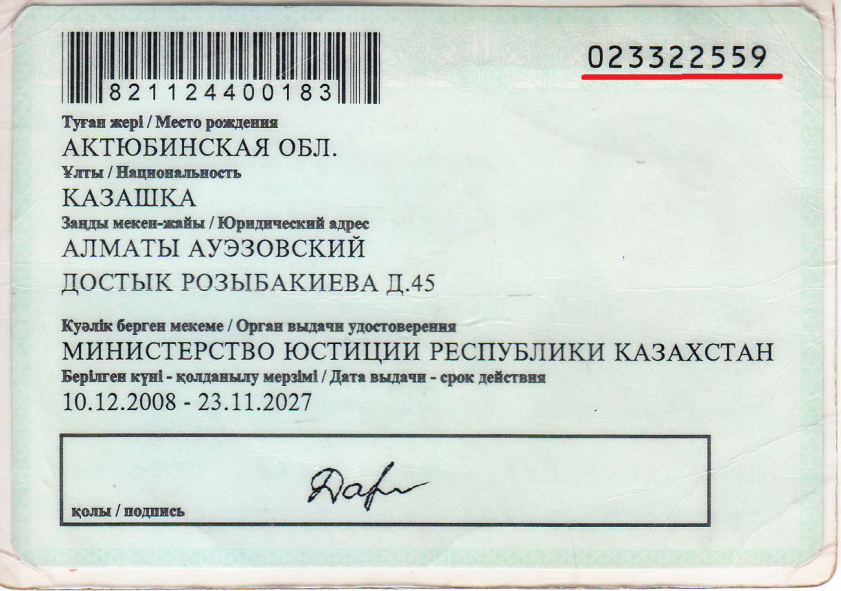 023322559
821124400183
Туған жері / Место рождения
АКТЮБИНСКАЯ ОБЛ.
Ұлты / Национальность
КАЗАШКА
Заңды мекен-жайы / Юридический адрес
АЛМАТЫ АУЭЗОВСКИЙ
ДОСТЫК РОЗЫБАКИЕВА Д.45
Куәлік берген мекеме / Орган выдачи удостоверения
МИНИСТЕРСТВО ЮСТИЦИИ РЕСПУБЛИКИ КАЗАХСТАН
Берілген күні - қолданылу мерзімі / Дата выдачи - срок действия
10.12.2008 - 23.11.2027
қолы / подпись